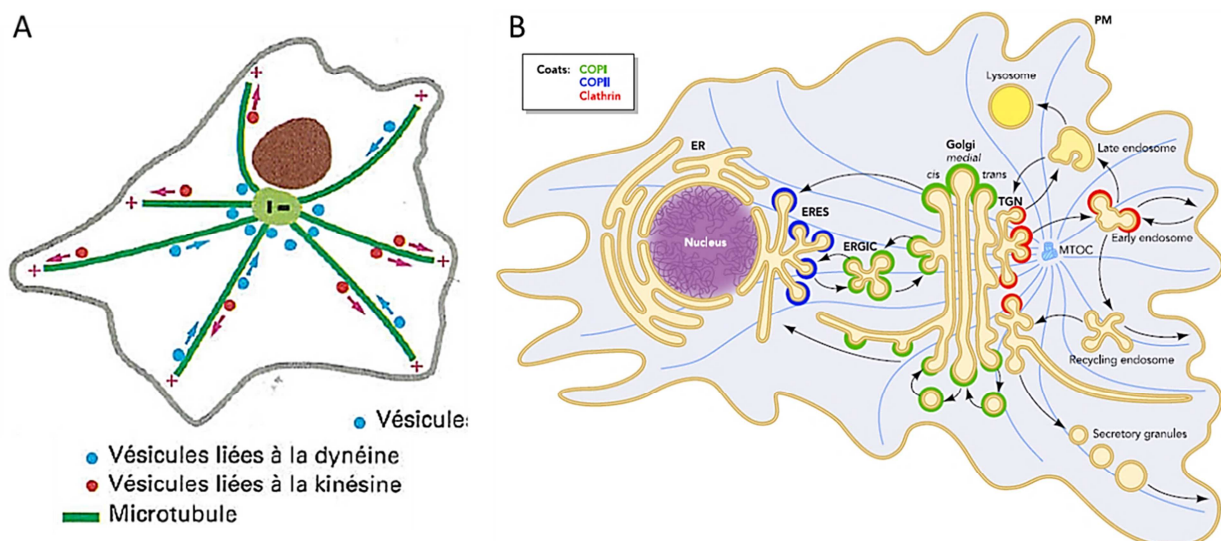 A
+
+
+
+
+
+
+
-
Vésicules
Vésicules liées à la dynéine
Vésicules liées à la kinésine
Microtubule
B
PM
Coats: COPI
COPII
Clathrin
Lysosome
ER
Golgi
medial
cis
trans
Late endosome
TGN
ERES
Nucleus
ERGIC
Early endosome
MTOC
Recycling endosome
Secretory granules